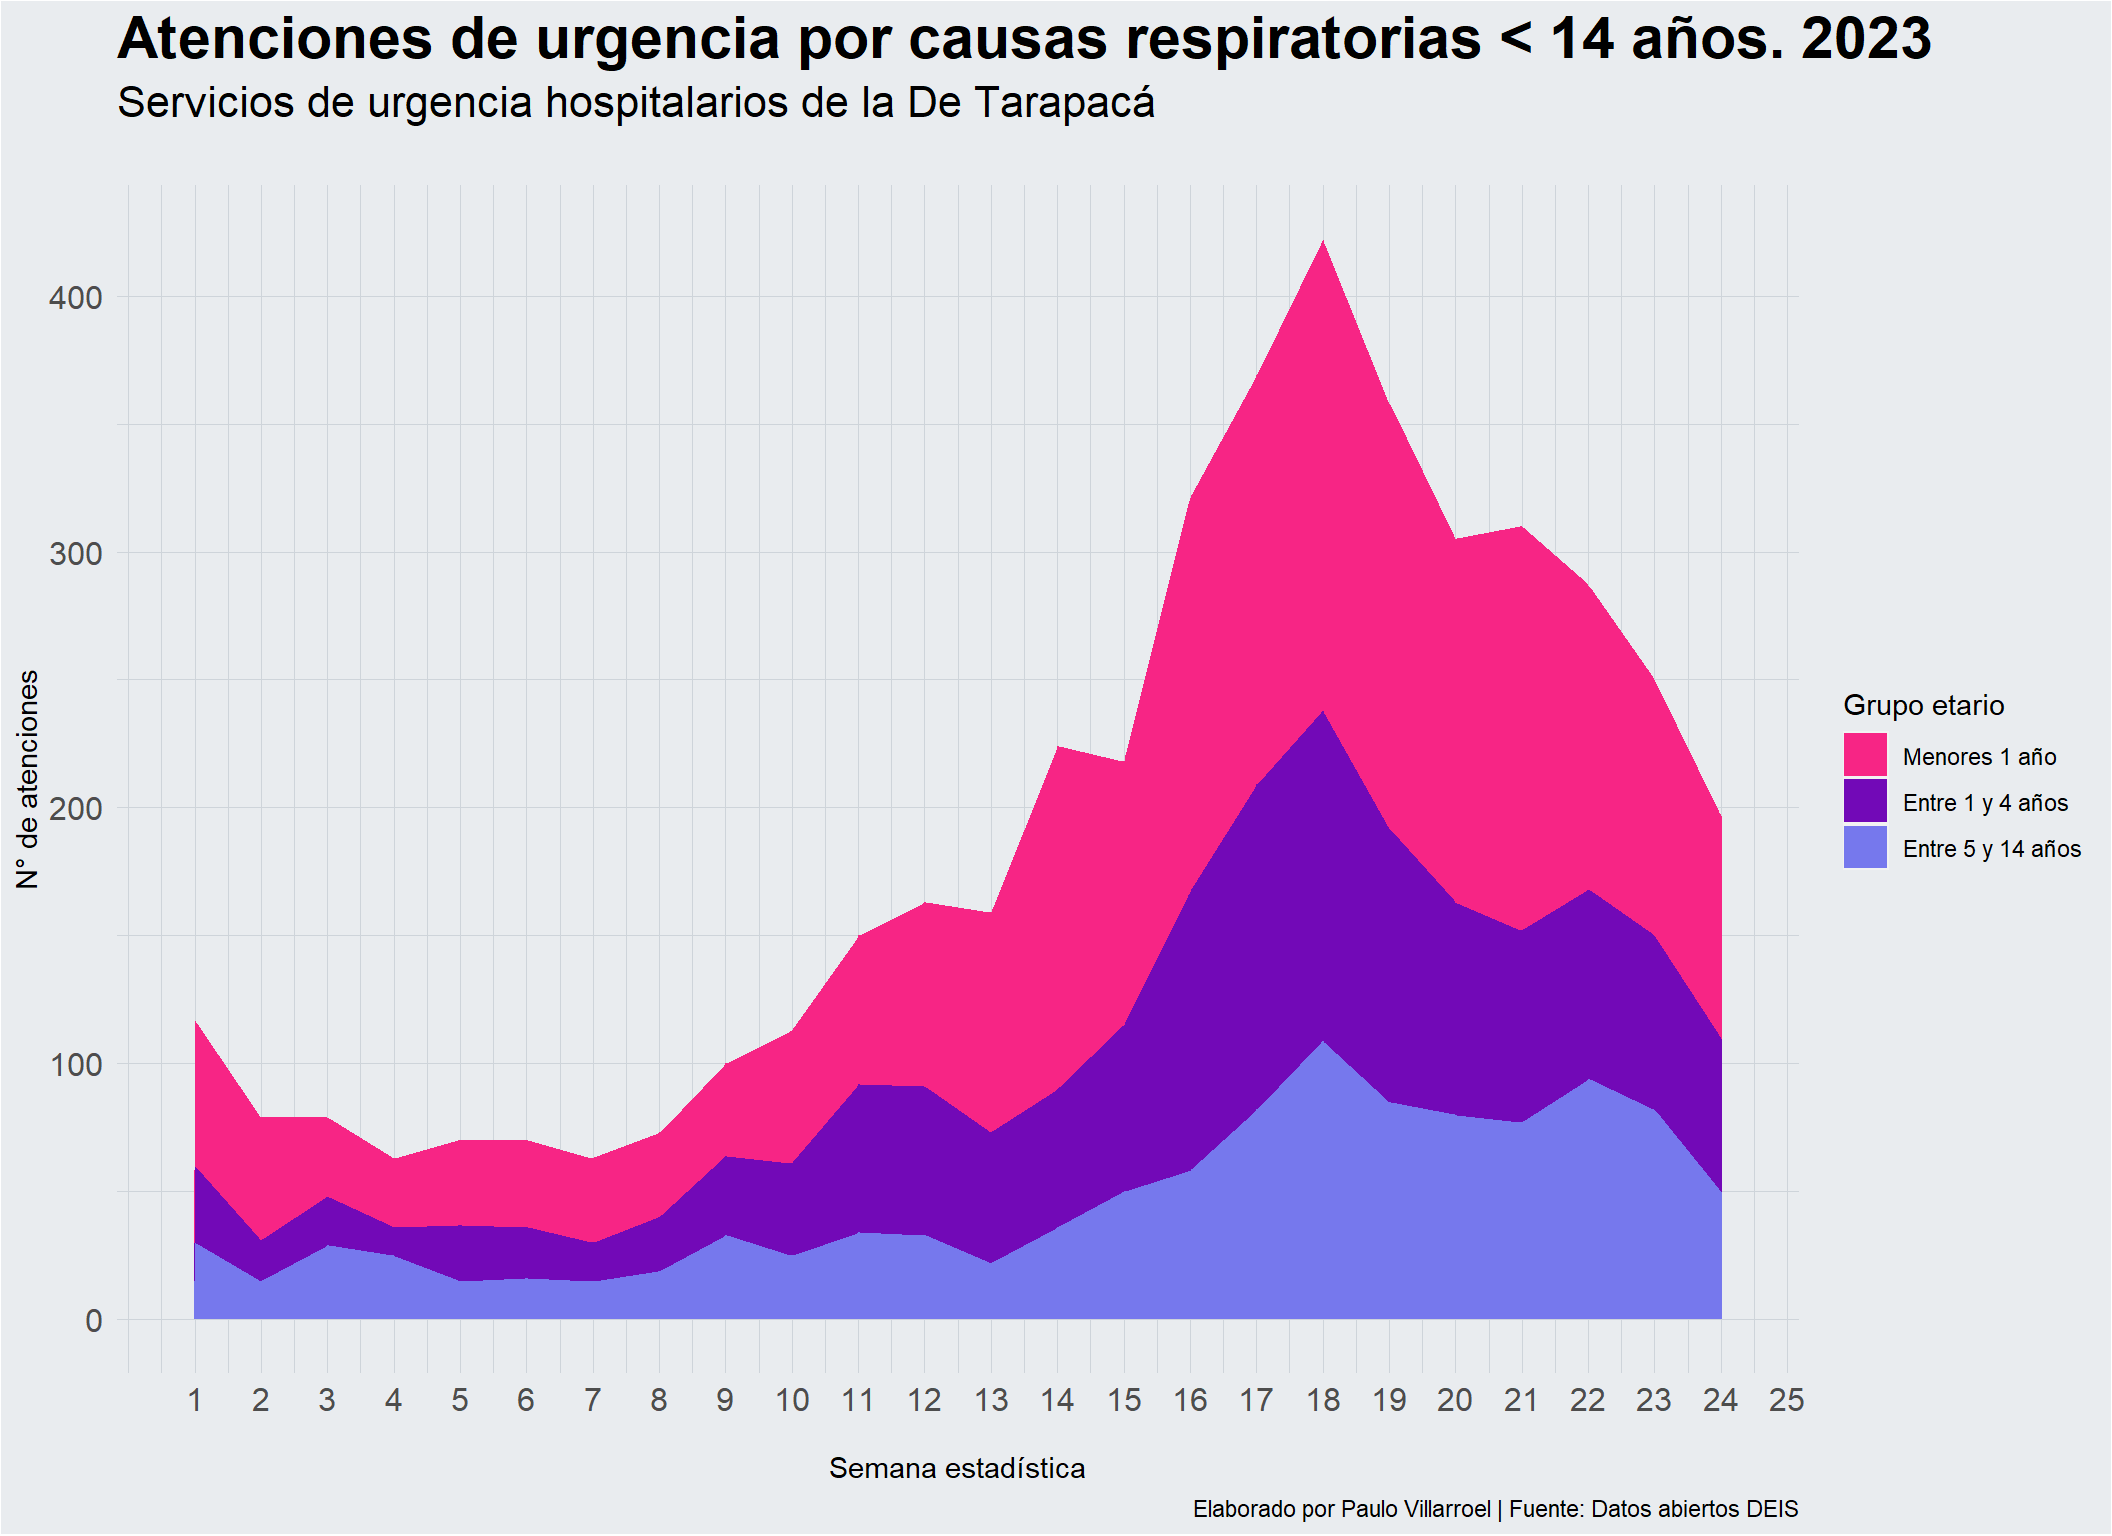 Atenciones de urgencia por causas respiratorias < 14 años. 2023
Servicios de urgencia hospitalarios de la De Tarapacá
400
300
200
100
0
N° de atenciones
1 2 3 4 5 6 7 8 9 10 11 12 13 14 15 16 17 18 19 20 21 22 23 24 25
Semana estadística
Grupo etario
Menores 1 año
Entre 1 y 4 años
Entre 5 y 14 años
Elaborado por Paulo Villarroel | Fuente: Datos abiertos DEIS